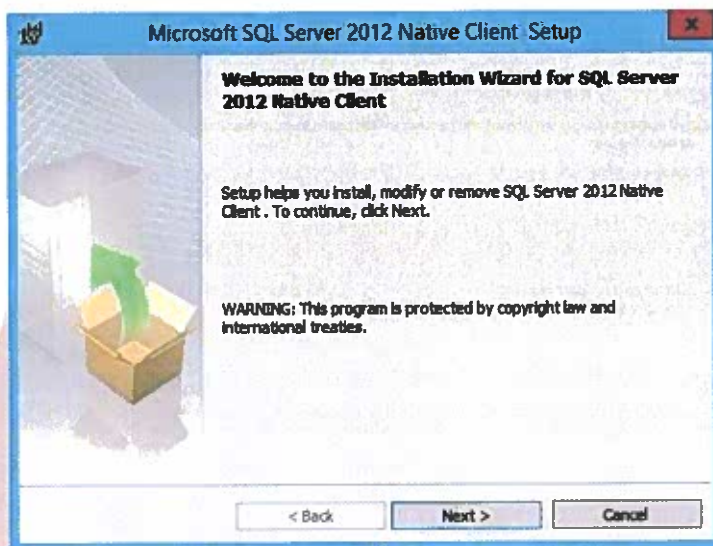 Microsoft SQL Server 2012 Native Client Setup
Welcome to the Installation Wizard for SQL Server
2012 Native Client
Setup helps you install, modify or remove SQL Server 2012 Native
Client . To continue, click Next.
WARNING: This program is protected by copyright law and
international treaties.
< Back
Next >
Cancel